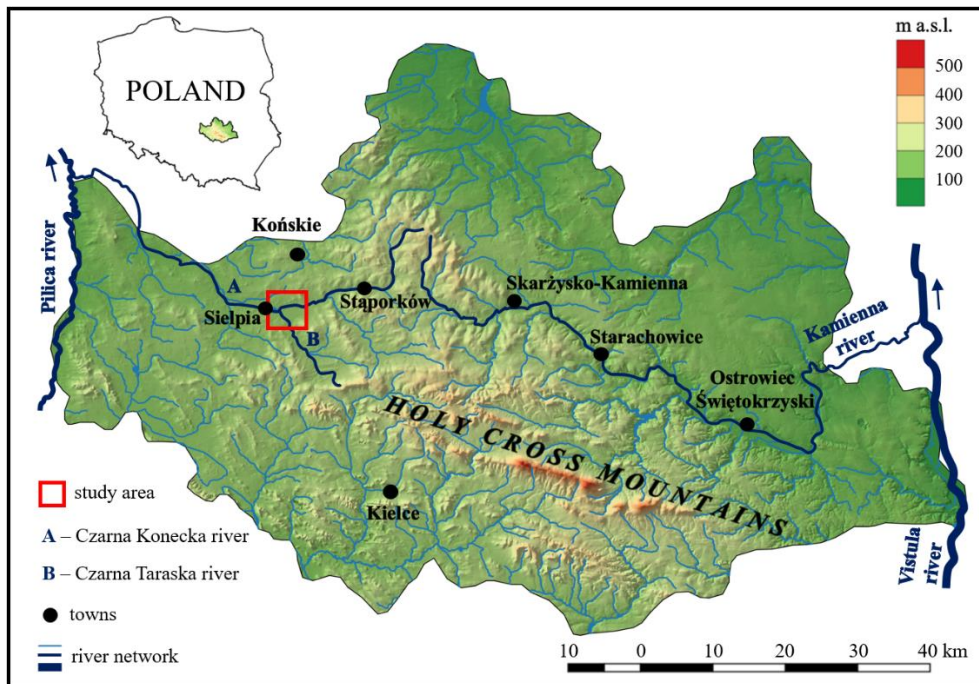 m a.s.l.
500
400
300
200
100
POLAND
Pilica river
Końskie
A
Sielpia
B
Stąporków
Skarżysko-Kamienna
Starachowice
Kamienna
river
Ostrowiec
Świętokrzyski
HOLY CROSS MOUNTAINS
Kielce
Vistula
river
study area
A – Czarna Konecka river
B – Czarna Taraska river
towns
river network
10 0 10 20 30 40 km